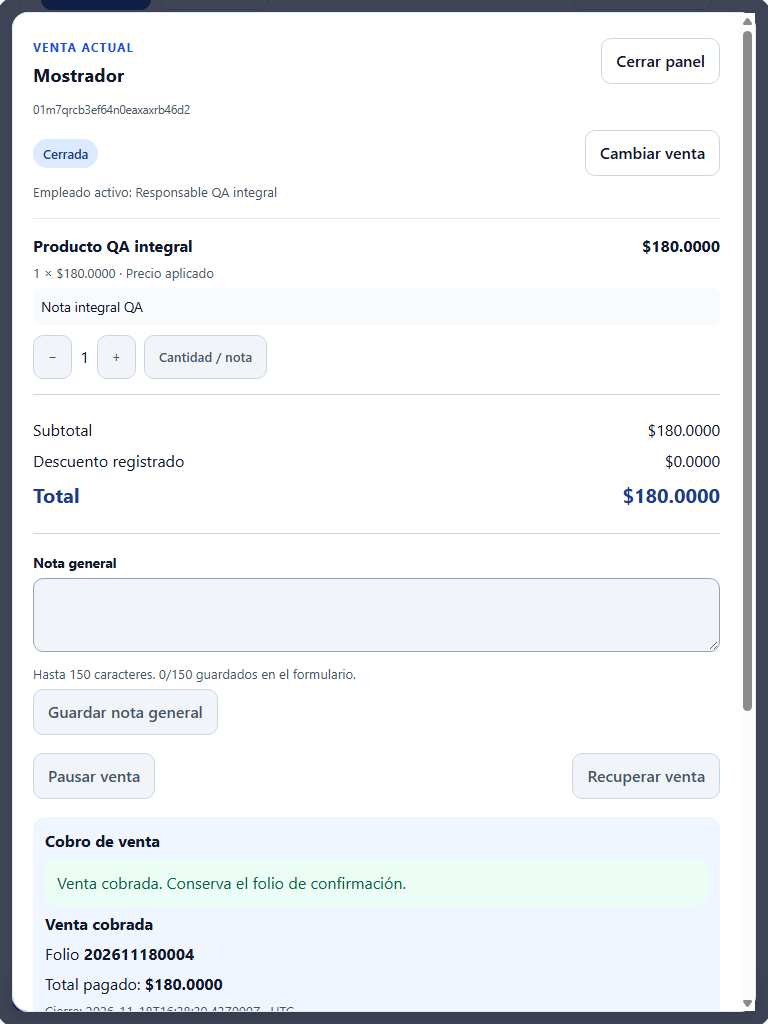 VENTA ACTUAL
Mostrador
Cerrar panel
01m7qrcb3ef64n0eaxaxrb46d2
Cerrada
Cambiar venta
Empleado activo: Responsable QA integral
Producto QA integral $180.0000
1 × $180.0000 · Precio aplicado
Nota integral QA
− 1 + Cantidad / nota
Subtotal $180.0000
Descuento registrado $0.0000
Total $180.0000
Nota general
Hasta 150 caracteres. 0/150 guardados en el formulario.
Guardar nota general
Pausar venta Recuperar venta
Cobro de venta
Venta cobrada. Conserva el folio de confirmación.
Venta cobrada
Folio 202611180004
Total pagado: $180.0000